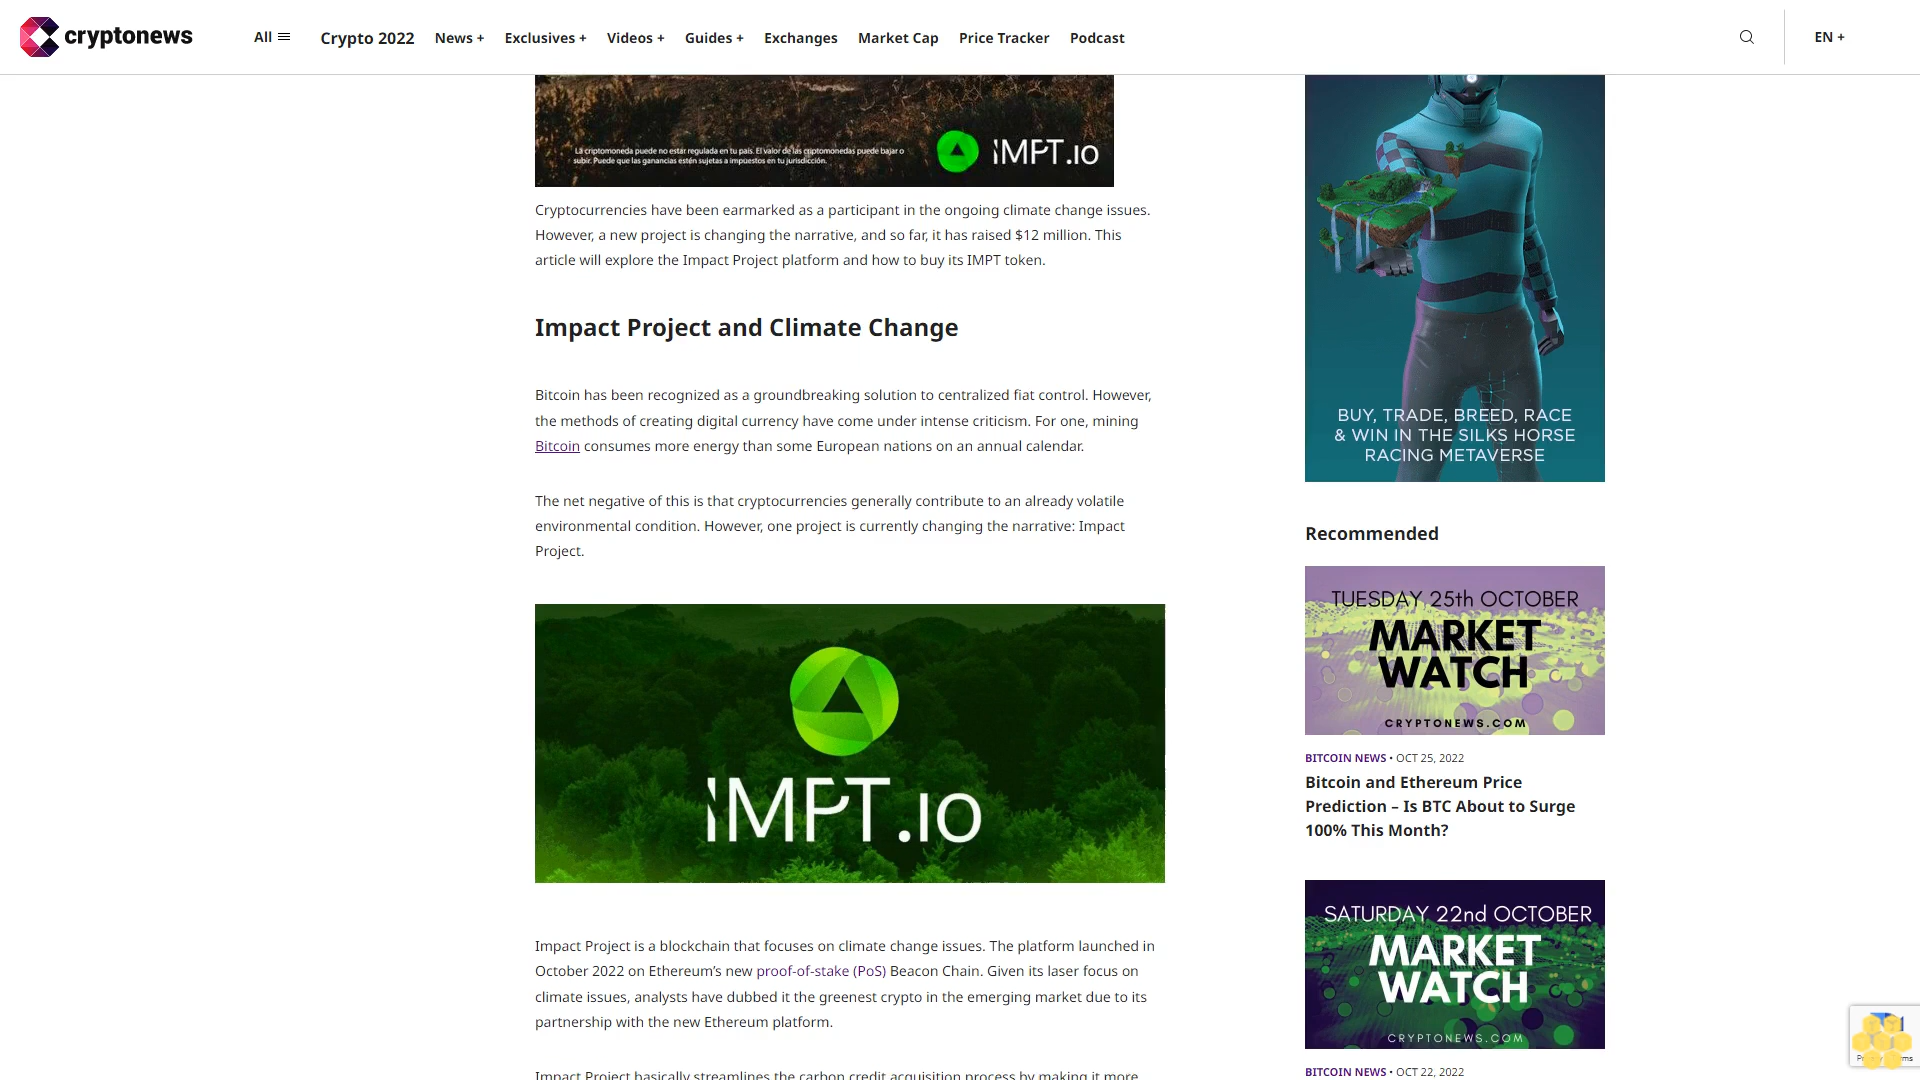 cryptonews
All
Crypto 2022
News +
Exclusives +
Videos +
Guides +
Exchanges
Market Cap
Price Tracker
Podcast
EN +
La criptomoneda puede no estar regulada en tu país. El valor de las criptomonedas puede bajar o
subir. Puede que las ganancias estén sujetas a impuestos en tu jurisdicción.
IMPT.io
Cryptocurrencies have been earmarked as a participant in the ongoing climate change issues.
However, a new project is changing the narrative, and so far, it has raised $12 million. This
article will explore the Impact Project platform and how to buy its IMPT token.
Impact Project and Climate Change
Bitcoin has been recognized as a groundbreaking solution to centralized fiat control. However,
the methods of creating digital currency have come under intense criticism. For one, mining
Bitcoin consumes more energy than some European nations on an annual calendar.
The net negative of this is that cryptocurrencies generally contribute to an already volatile
environmental condition. However, one project is currently changing the narrative: Impact
Project.
IMPT.io
Impact Project is a blockchain that focuses on climate change issues. The platform launched in
October 2022 on Ethereum’s new proof-of-stake (PoS) Beacon Chain. Given its laser focus on
climate issues, analysts have dubbed it the greenest crypto in the emerging market due to its
partnership with the new Ethereum platform.
Impact Project basically streamlines the carbon credit acquisition process by making it more
BUY, TRADE, BREED, RACE
& WIN IN THE SILKS HORSE
RACING METAVERSE
Recommended
TUESDAY 25th OCTOBER
MARKET
WATCH
CRYPTONEWS.COM
BITCOIN NEWS • OCT 25, 2022
Bitcoin and Ethereum Price
Prediction – Is BTC About to Surge
100% This Month?
SATURDAY 22nd OCTOBER
MARKET
WATCH
CRYPTONEWS.COM
BITCOIN NEWS • OCT 22, 2022